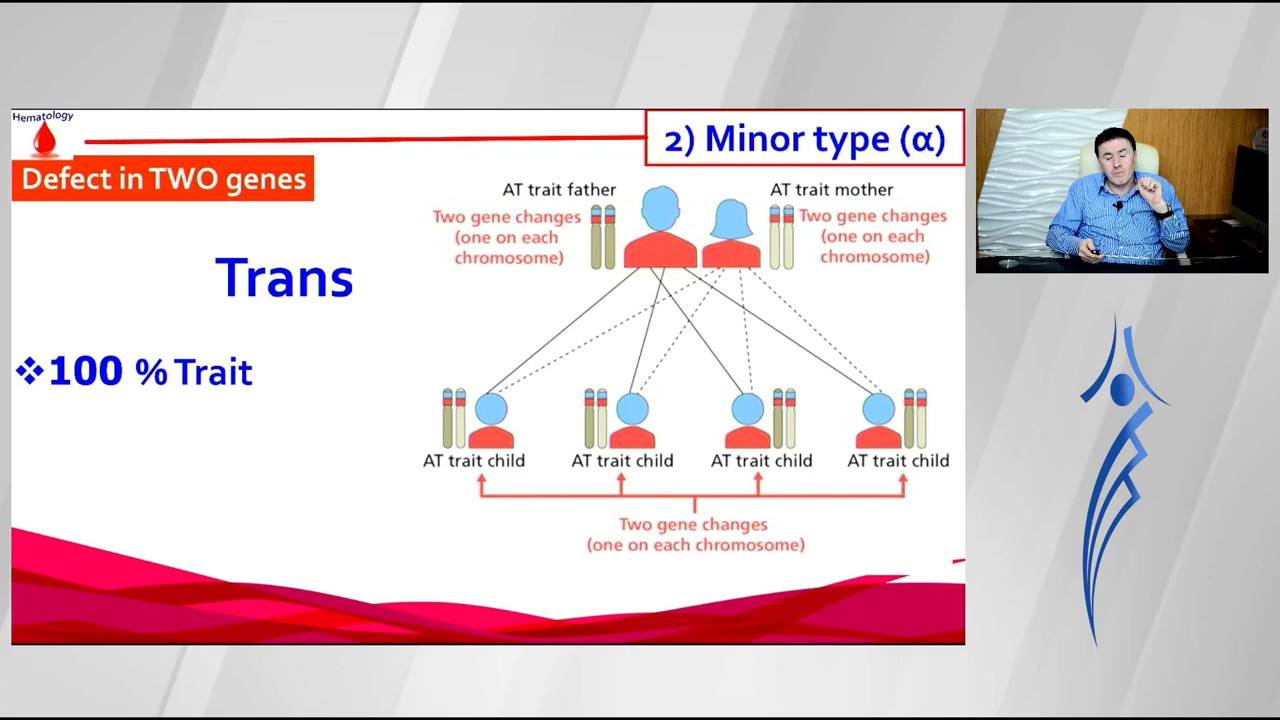 Hematology
2) Minor type (α)
Defect in TWO genes
Trans
❖100 % Trait
AT trait father
Two gene changes
(one on each
chromosome)
AT trait mother
Two gene changes
(one on each
chromosome)
AT trait child
AT trait child
AT trait child
AT trait child
Two gene changes
(one on each chromosome)